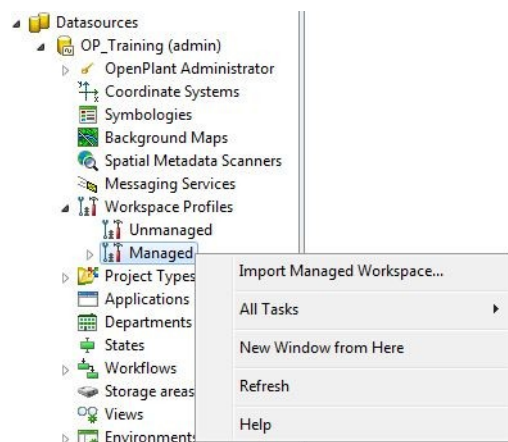 Datasources
OP_Training (admin)
OpenPlant Administrator
Coordinate Systems
Symbologies
Background Maps
Spatial Metadata Scanners
Messaging Services
Workspace Profiles
Unmanaged
Managed
Project Types
Applications
Departments
States
Workflows
Storage areas
Views
Environments
Import Managed Workspace...
All Tasks
New Window from Here
Refresh
Help